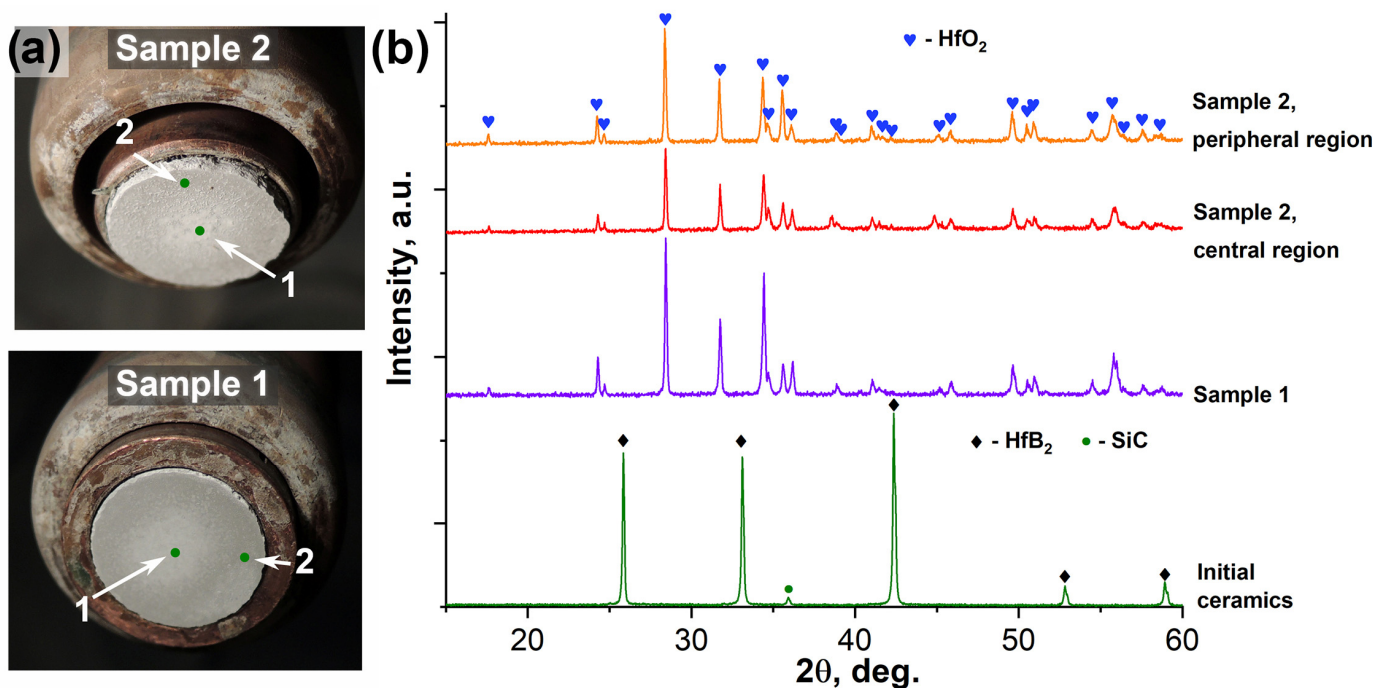 (a)
Sample 2
2
1
Sample 1
1
2
(b)
Intensity, a.u.
- HfO₂
Sample 2,
peripheral region
Sample 2,
central region
Sample 1
- HfB₂
- SiC
Initial
ceramics
20
30
40
50
60
2θ, deg.